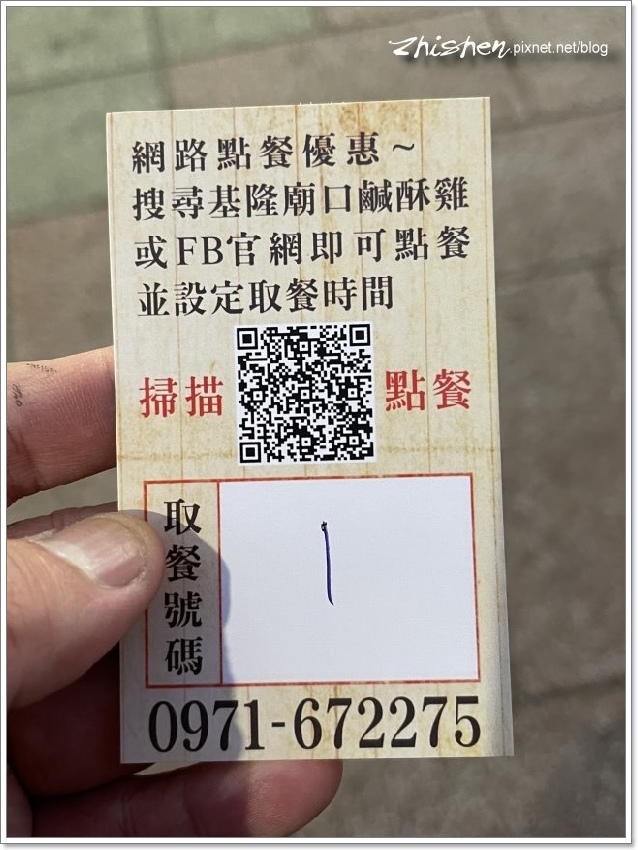 zhishen.pixnet.net/blog
網路點餐優惠~
搜尋基隆廟口鹹酥雞
或FB官網即可點餐
並設定取餐時間
掃描 點餐
取餐號碼
1
0971-672275